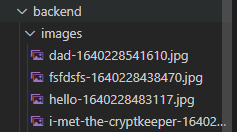 backend
images
dad-1640228541610.jpg
fsfdsfs-1640228438470.jpg
hello-1640228483117.jpg
i-met-the-cryptkeeper-16402...